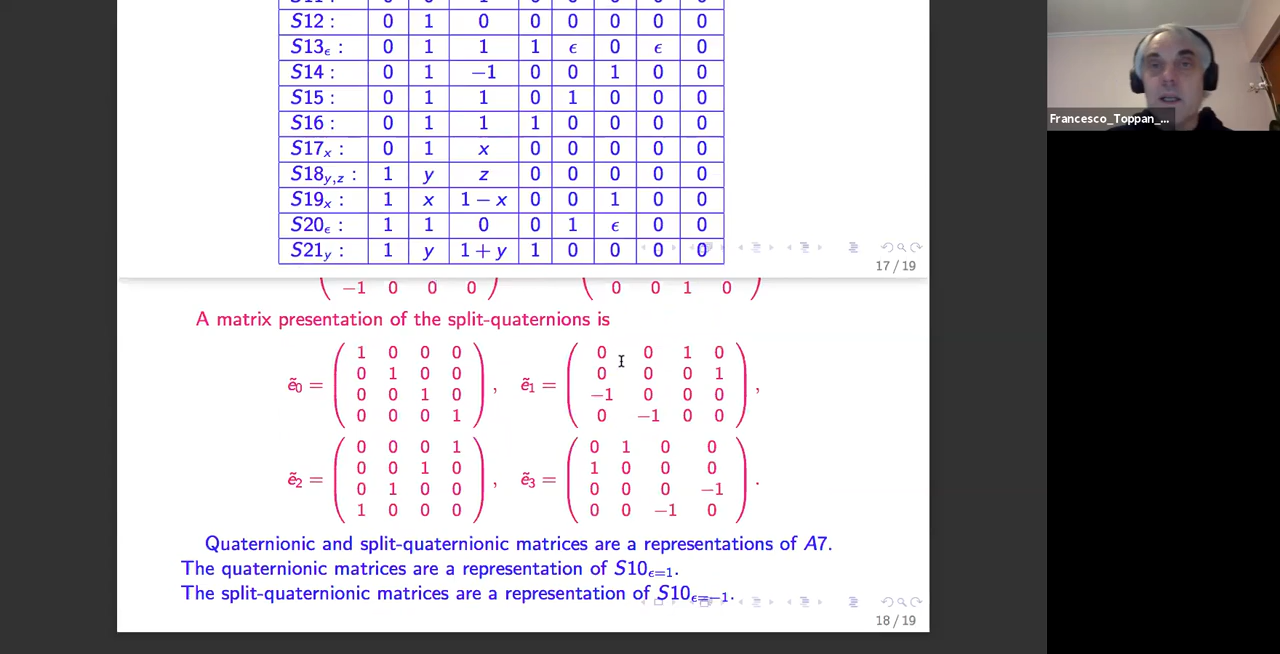 S12 : 0 1 0 0 0 0 0 0
S13ϵ : 0 1 1 1 ϵ 0 ϵ 0
S14 : 0 1 −1 0 0 1 0 0
S15 : 0 1 1 0 1 0 0 0
S16 : 0 1 1 1 0 0 0 0
S17x : 0 1 x 0 0 0 0 0
S18y,z : 1 y z 0 0 0 0 0
S19x : 1 x 1 − x 0 0 1 0 0
S20ϵ : 1 1 0 0 1 ϵ 0 0
S21y : 1 y 1 + y 1 0 0 0 0
17 / 19
−1 0 0 0
0 0 1 0
A matrix presentation of the split-quaternions is
ẽ0 = ( 1 0 0 0
0 1 0 0
0 0 1 0
0 0 0 1 ) ,
ẽ1 = ( 0 0 1 0
0 0 0 1
−1 0 0 0
0 −1 0 0 ) ,
ẽ2 = ( 0 0 0 1
0 0 1 0
0 1 0 0
1 0 0 0 ) ,
ẽ3 = ( 0 1 0 0
1 0 0 0
0 0 0 −1
0 0 −1 0 ) .
Quaternionic and split-quaternionic matrices are a representations of A7.
The quaternionic matrices are a representation of S10ϵ=1.
The split-quaternionic matrices are a representation of S10ϵ=−1.
18 / 19
Francesco_Toppan_...